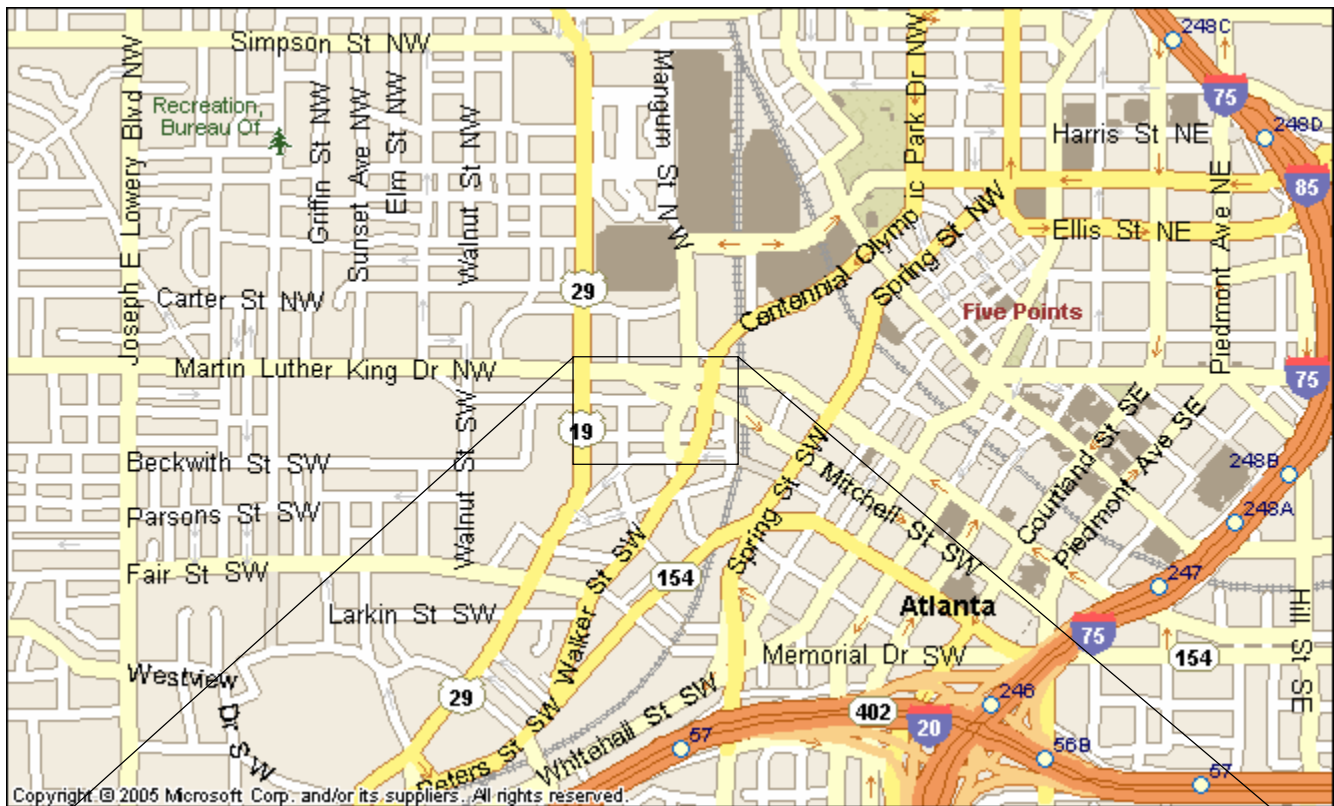 248C
Simpson St NW
75
Joseph E Lowery Blvd NW
Recreation,
Bureau Of
Griffin St NW
Sunset Ave NW
Elm St NW
Walnut St NW
Mangum St NW
Park Dr NW
Harris St NE
248D
85
Piedmont Ave NE
Ellis St NE
Centennial Olympic
Spring St NW
29
Carter St NW
Five Points
Martin Luther King Dr NW
75
19
Walnut St SW
Beckwith St SW
Parsons St SW
Fair St SW
Larkin St SW
Mitchell St SW
Spring St SW
Courtland St SE
Piedmont Ave SE
248B
248A
247
Walker St SW
154
Atlanta
75
Hill St SE
Memorial Dr SW
154
Westview
Dr SW
29
Peters St SW
Whitehall St SW
57
402
20
246
56B
57
Copyright © 2005 Microsoft Corp. and/or its suppliers. All rights reserved.